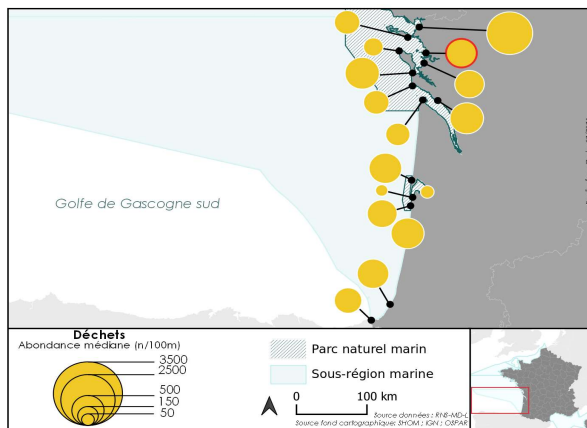 Golfe de Gascogne sud
Déchets
Abondance médiane (n/100m)
3500
2500
500
150
50
Parc naturel marin
Sous-région marine
0 100 km
Source données : RNS-MD-L
Source fond cartographique: SHOM ; IGN ; OSPAR